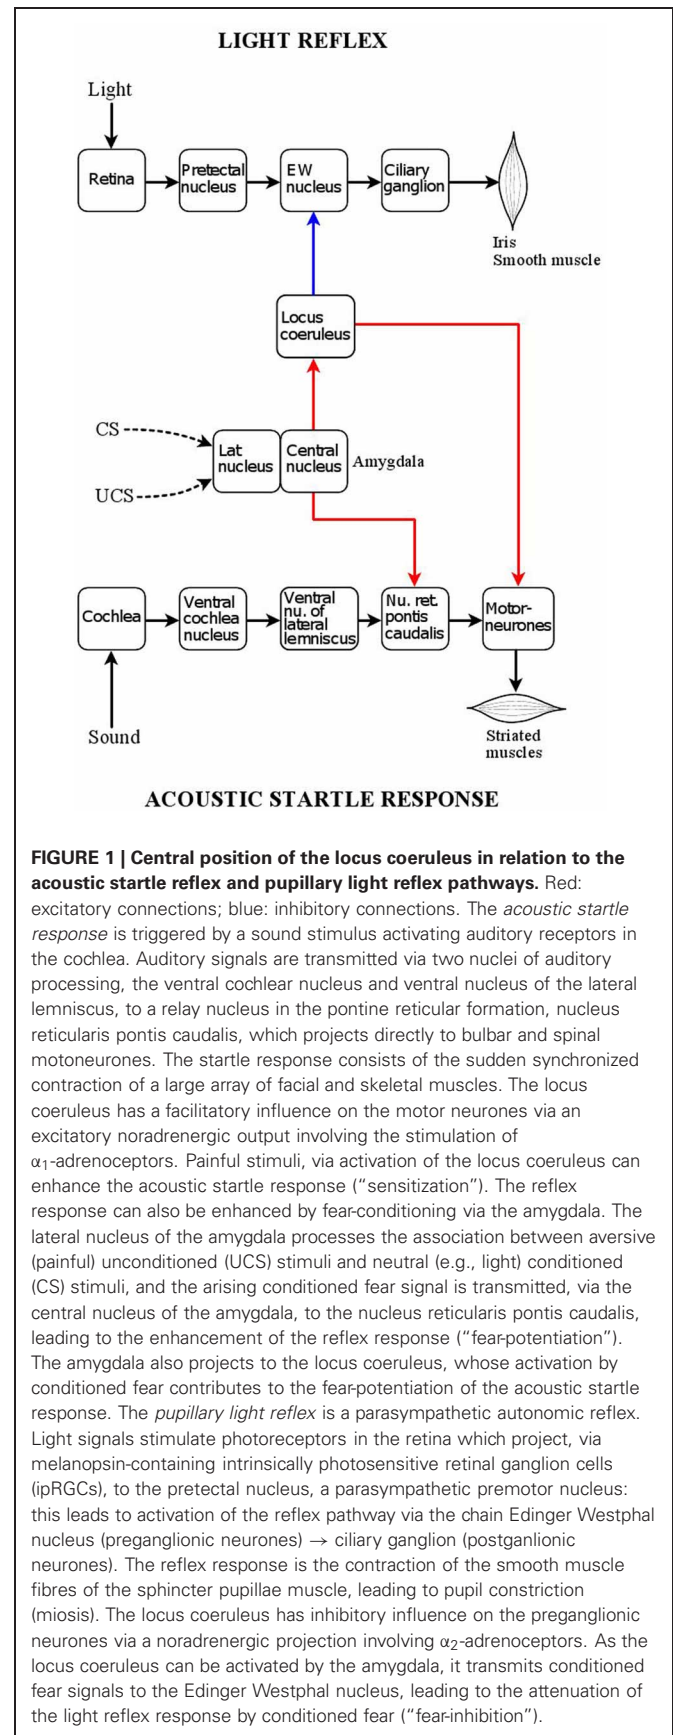 LIGHT REFLEX
Light
Retina
Pretectal
nucleus
EW
nucleus
Ciliary
ganglion
Iris
Smooth muscle
Locus
coeruleus
CS
UCS
Lat
nucleus
Central
nucleus
Amygdala
Cochlea
Ventral
cochlea
nucleus
Ventral
nu. of
lateral
lemniscus
Nu. ret.
pontis
caudalis
Motor-
neurones
Sound
Striated
muscles
ACOUSTIC STARTLE RESPONSE
FIGURE 1 | Central position of the locus coeruleus in relation to the
acoustic startle reflex and pupillary light reflex pathways. Red:
excitatory connections; blue: inhibitory connections. The acoustic startle
response is triggered by a sound stimulus activating auditory receptors in
the cochlea. Auditory signals are transmitted via two nuclei of auditory
processing, the ventral cochlear nucleus and ventral nucleus of the lateral
lemniscus, to a relay nucleus in the pontine reticular formation, nucleus
reticularis pontis caudalis, which projects directly to bulbar and spinal
motoneurones. The startle response consists of the sudden synchronized
contraction of a large array of facial and skeletal muscles. The locus
coeruleus has a facilitatory influence on the motor neurones via an
excitatory noradrenergic output involving the stimulation of
α1-adrenoceptors. Painful stimuli, via activation of the locus coeruleus can
enhance the acoustic startle response (“sensitization”). The reflex
response can also be enhanced by fear-conditioning via the amygdala. The
lateral nucleus of the amygdala processes the association between aversive
(painful) unconditioned (UCS) stimuli and neutral (e.g., light) conditioned
(CS) stimuli, and the arising conditioned fear signal is transmitted, via the
central nucleus of the amygdala, to the nucleus reticularis pontis caudalis,
leading to the enhancement of the reflex response (“fear-potentiation”).
The amygdala also projects to the locus coeruleus, whose activation by
conditioned fear contributes to the fear-potentiation of the acoustic startle
response. The pupillary light reflex is a parasympathetic autonomic reflex.
Light signals stimulate photoreceptors in the retina which project, via
melanopsin-containing intrinsically photosensitive retinal ganglion cells
(ipRGCs), to the pretectal nucleus, a parasympathetic premotor nucleus:
this leads to activation of the reflex pathway via the chain Edinger Westphal
nucleus (preganglionic neurones) → ciliary ganglion (postganlionic
neurones). The reflex response is the contraction of the smooth muscle
fibres of the sphincter pupillae muscle, leading to pupil constriction
(miosis). The locus coeruleus has inhibitory influence on the preganglionic
neurones via a noradrenergic projection involving α2-adrenoceptors. As the
locus coeruleus can be activated by the amygdala, it transmits conditioned
fear signals to the Edinger Westphal nucleus, leading to the attenuation of
the light reflex response by conditioned fear (“fear-inhibition”).